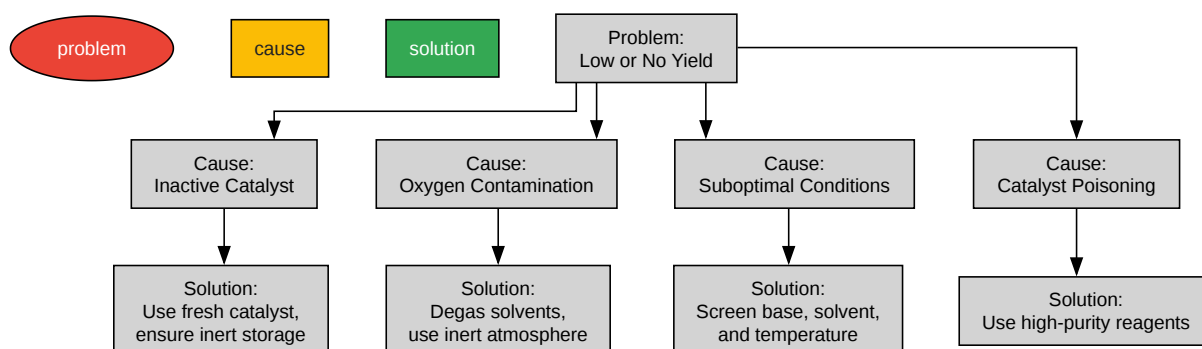 problem
cause
solution
Problem:
Low or No Yield
Cause:
Inactive Catalyst
Cause:
Oxygen Contamination
Cause:
Suboptimal Conditions
Cause:
Catalyst Poisoning
Solution:
Use fresh catalyst,
ensure inert storage
Solution:
Degas solvents,
use inert atmosphere
Solution:
Screen base, solvent,
and temperature
Solution:
Use high-purity reagents